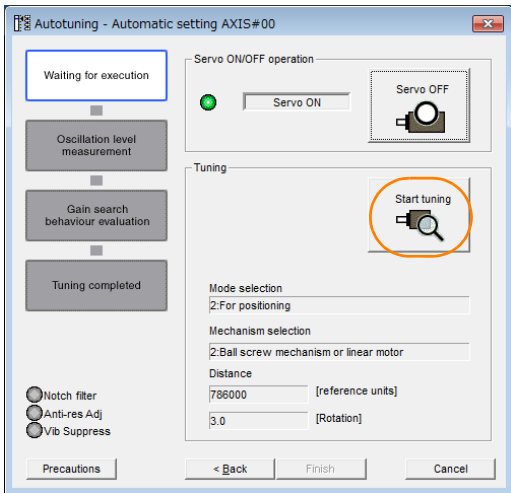 Autotuning - Automatic setting AXIS#00
Waiting for execution
Oscillation level
measurement
Gain search
behaviour evaluation
Tuning completed
Notch filter
Anti-res Adj
Vib Suppress
Precautions
Servo ON/OFF operation
Servo ON
Servo OFF
Tuning
Start tuning
Mode selection
2:For positioning
Mechanism selection
2:Ball screw mechanism or linear motor
Distance
786000 [reference units]
3.0 [Rotation]
< Back
Finish
Cancel